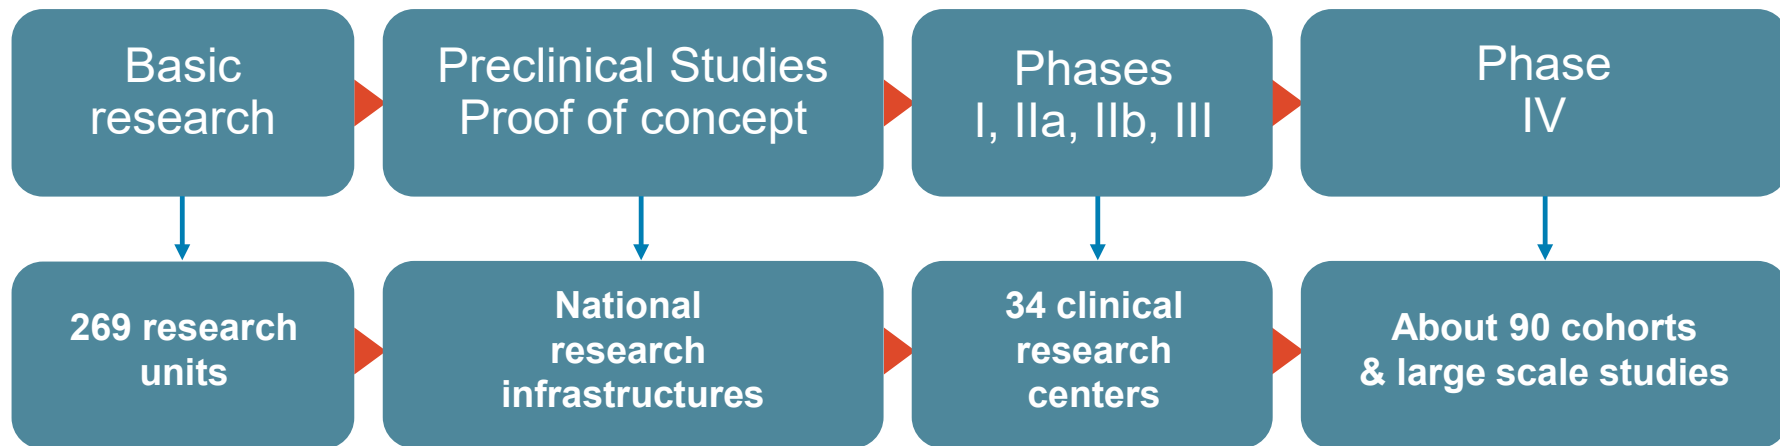 Basic
research
Preclinical Studies
Proof of concept
Phases
I, IIa, IIb, III
Phase
IV
269 research
units
National
research
infrastructures
34 clinical
research
centers
About 90 cohorts
& large scale studies